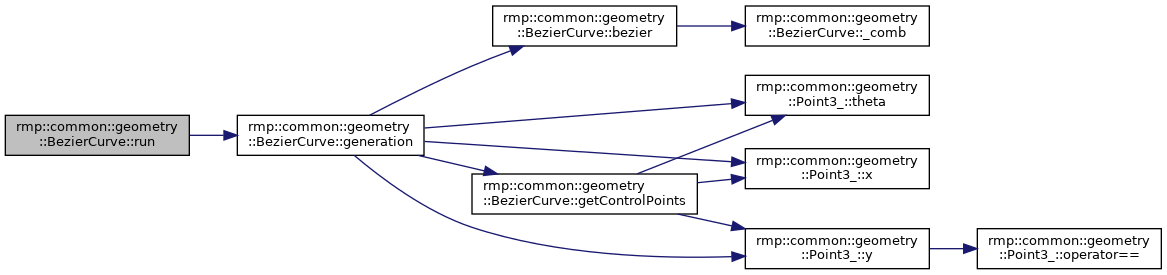 rmp::common::geometry
::BezierCurve::run
rmp::common::geometry
::BezierCurve::generation
rmp::common::geometry
::BezierCurve::bezier
rmp::common::geometry
::BezierCurve::_comb
rmp::common::geometry
::Point3_::theta
rmp::common::geometry
::Point3_::x
rmp::common::geometry
::BezierCurve::getControlPoints
rmp::common::geometry
::Point3_::y
rmp::common::geometry
::Point3_::operator==